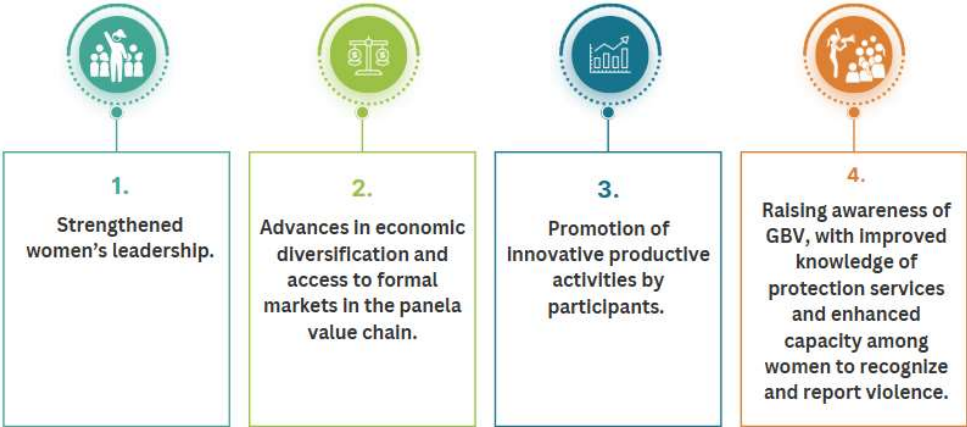 1.
Strengthened
women's leadership.
2.
Advances in economic
diversification and
access to formal
markets in the panela
value chain.
3.
Promotion of
innovative productive
activities by
participants.
4.
Raising awareness of
GBV, with improved
knowledge of
protection services
and enhanced
capacity among
women to recognize
and report violence.